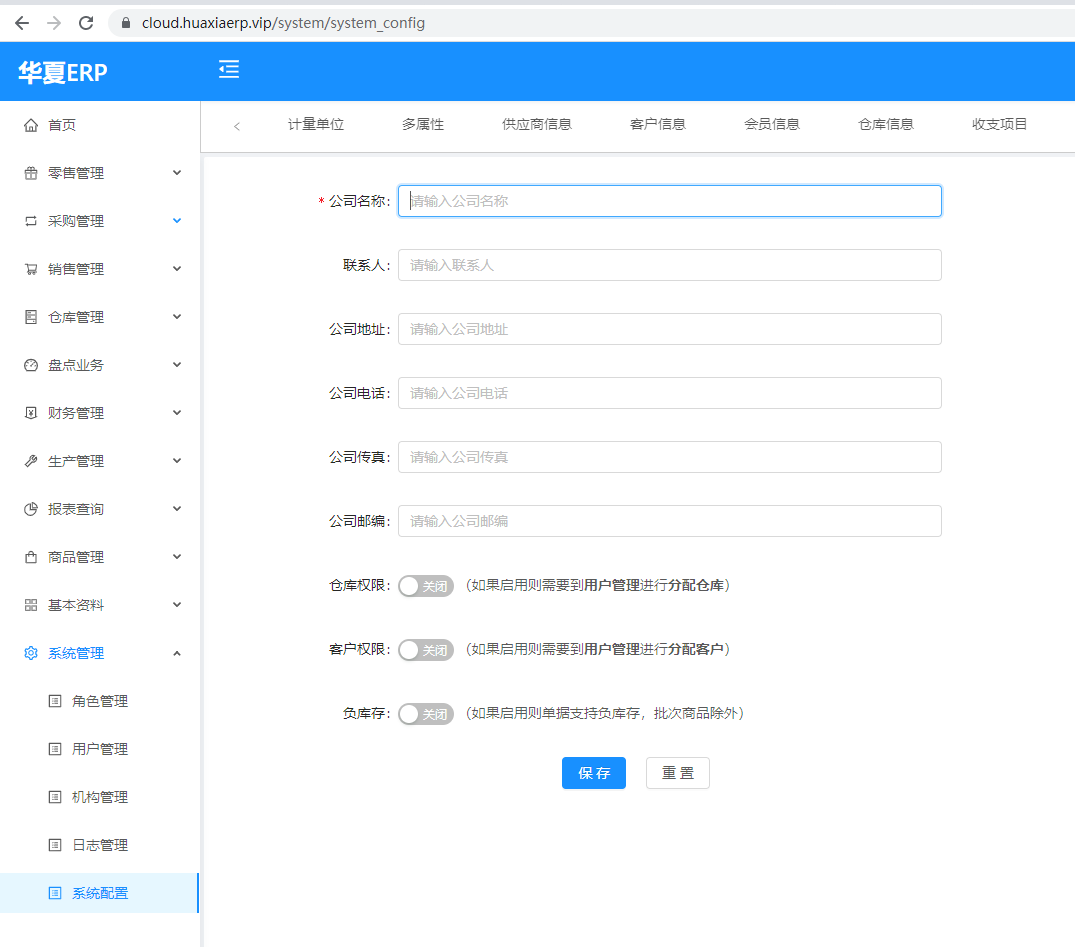 cloud.huaxiaerp.vip/system/system_config
华夏ERP
首页
零售管理
采购管理
销售管理
仓库管理
盘点业务
财务管理
生产管理
报表查询
商品管理
基本资料
系统管理
角色管理
用户管理
机构管理
日志管理
系统配置
计量单位 多属性 供应商信息 客户信息 会员信息 仓库信息 收支项目
* 公司名称: 请输入公司名称
联系人: 请输入联系人
公司地址: 请输入公司地址
公司电话: 请输入公司电话
公司传真: 请输入公司传真
公司邮编: 请输入公司邮编
仓库权限: 关闭 （如果启用则需要到用户管理进行分配仓库）
客户权限: 关闭 （如果启用则需要到用户管理进行分配客户）
负库存: 关闭 （如果启用则单据支持负库存，批次商品除外）
保存 重置